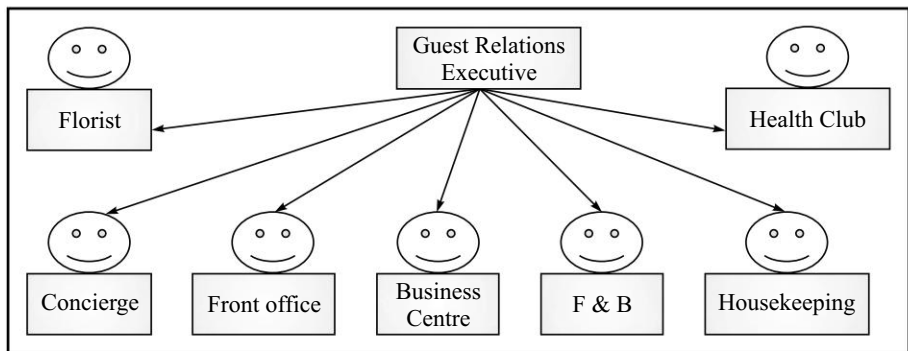 Guest Relations
Executive
Florist
Health Club
Concierge
Front office
Business
Centre
F & B
Housekeeping